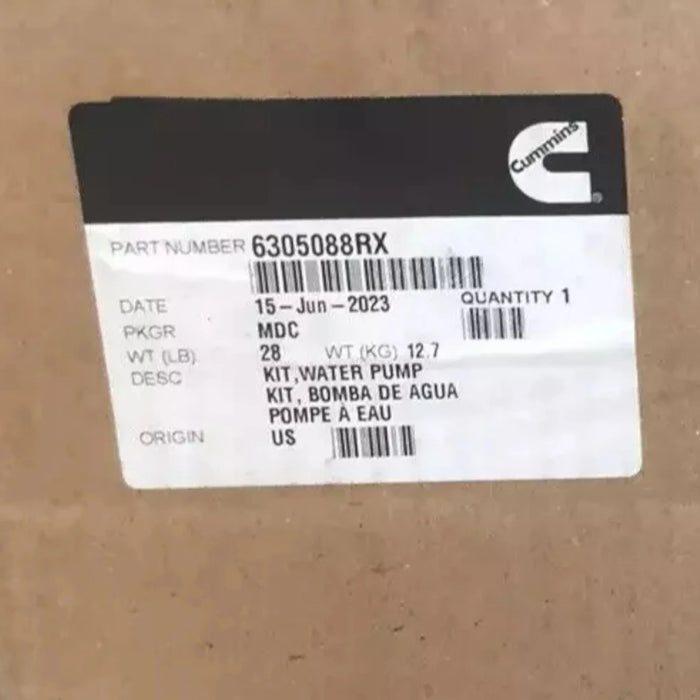 Cummins
PART NUMBER 6305088RX
DATE 15-Jun-2023 QUANTITY 1
PKGR MDC
WT (LB) 28 WT (KG) 12.7
DESC KIT,WATER PUMP
KIT, BOMBA DE AGUA
POMPE À EAU
ORIGIN US